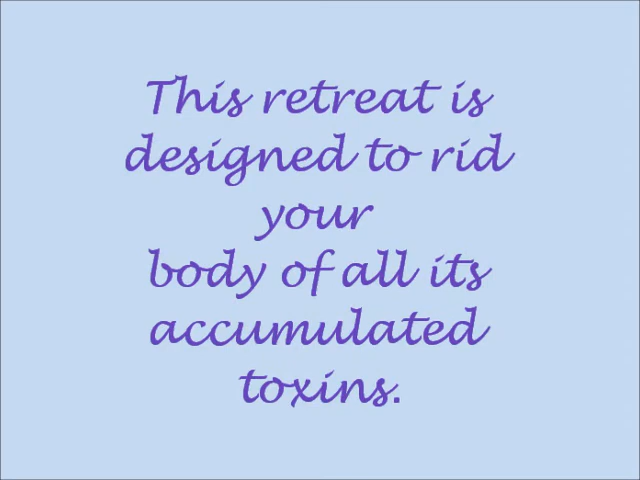 This retreat is
designed to rid
your
body of all its
accumulated
toxins.